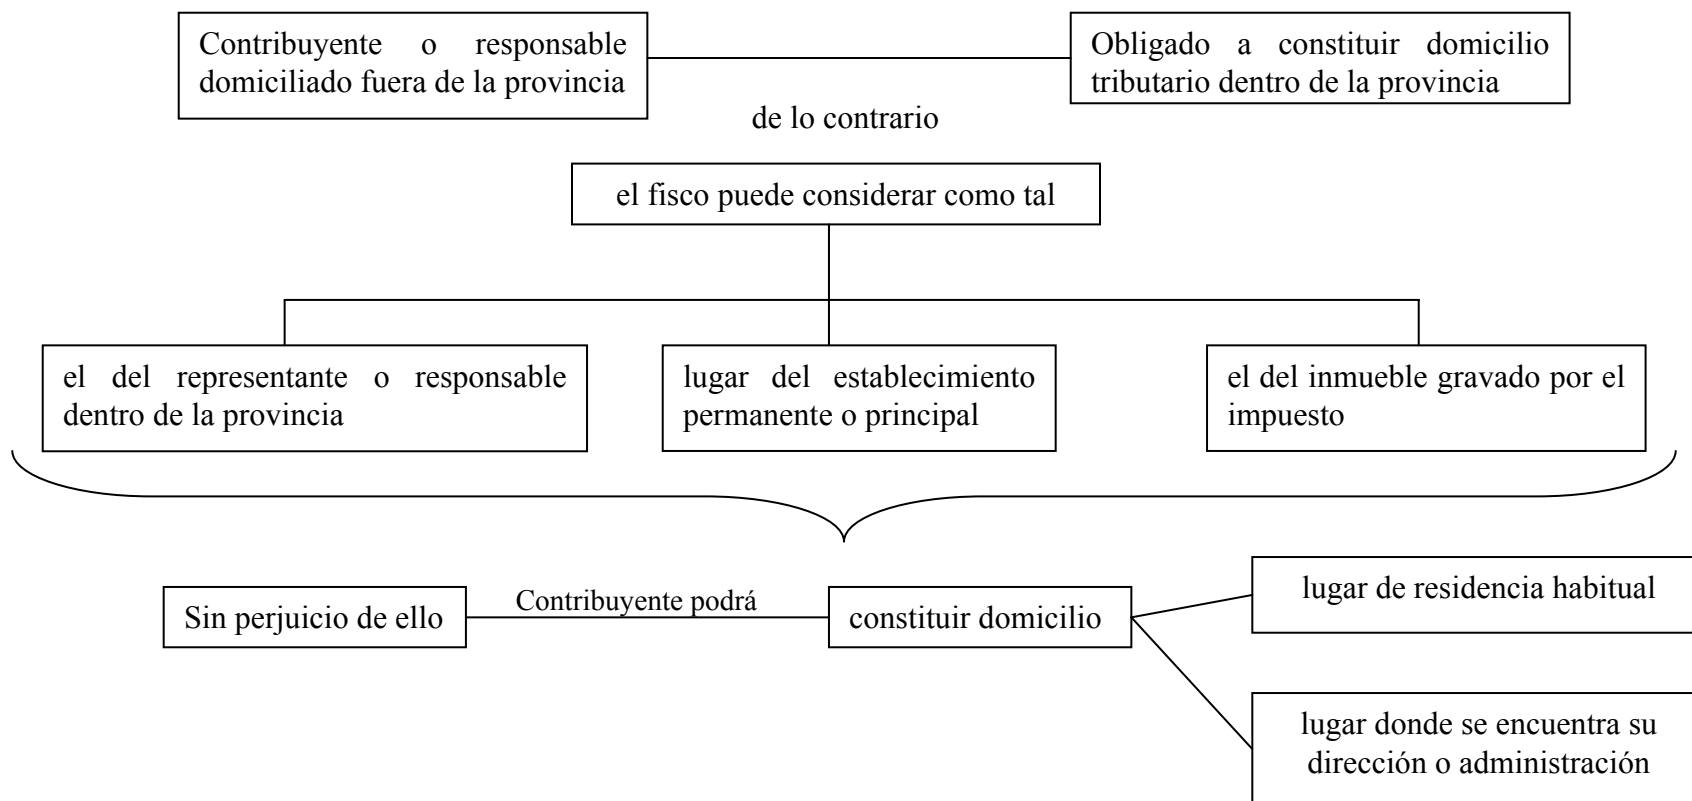 Contribuyente o responsable
domiciliado fuera de la provincia
Obligado a constituir domicilio
tributario dentro de la provincia
de lo contrario
el fisco puede considerar como tal
el del representante o responsable
dentro de la provincia
lugar del establecimiento
permanente o principal
el del inmueble gravado por el
impuesto
Sin perjuicio de ello
Contribuyente podrá
constituir domicilio
lugar de residencia habitual
lugar donde se encuentra su
dirección o administración